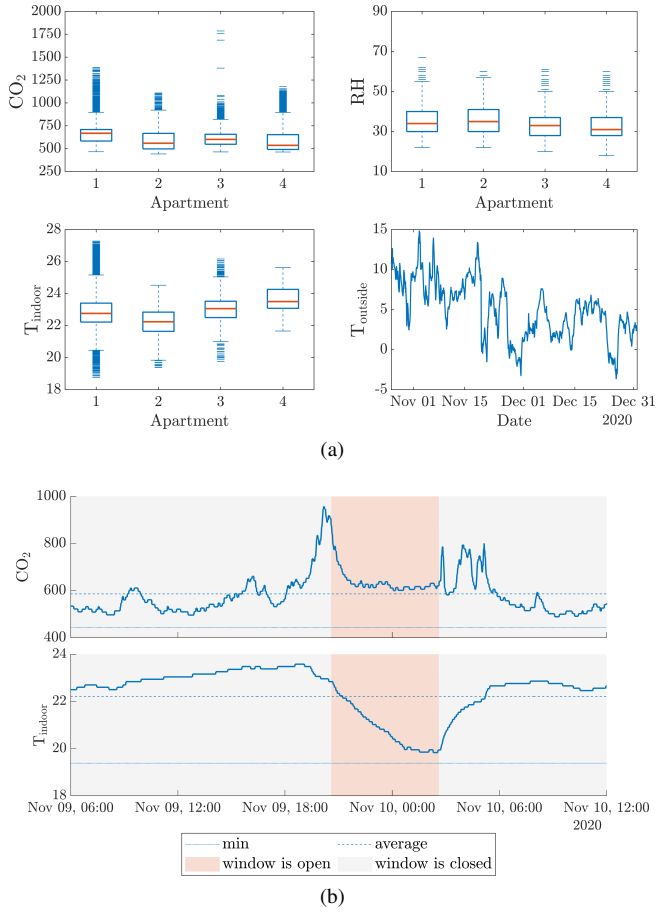 2000
1750
1500
1250
1000
750
500
250
CO2
1 2 3 4
Apartment
90
70
50
30
10
RH
1 2 3 4
Apartment
28
26
24
22
20
18
Tindoor
1 2 3 4
Apartment
15
10
5
0
-5
Toutside
Nov 01 Nov 15 Dec 01 Dec 15 Dec 31
Date 2020
(a)
1000
800
600
400
CO2
24
22
20
18
Tindoor
Nov 09, 06:00 Nov 09, 12:00 Nov 09, 18:00 Nov 10, 00:00 Nov 10, 06:00 Nov 10, 12:00
2020
min average
window is open window is closed
(b)